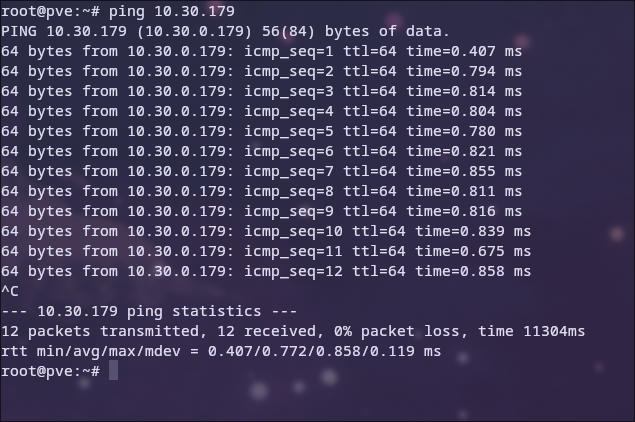 root@pve:~# ping 10.30.179
PING 10.30.179 (10.30.0.179) 56(84) bytes of data.
64 bytes from 10.30.0.179: icmp_seq=1 ttl=64 time=0.407 ms
64 bytes from 10.30.0.179: icmp_seq=2 ttl=64 time=0.794 ms
64 bytes from 10.30.0.179: icmp_seq=3 ttl=64 time=0.814 ms
64 bytes from 10.30.0.179: icmp_seq=4 ttl=64 time=0.804 ms
64 bytes from 10.30.0.179: icmp_seq=5 ttl=64 time=0.780 ms
64 bytes from 10.30.0.179: icmp_seq=6 ttl=64 time=0.821 ms
64 bytes from 10.30.0.179: icmp_seq=7 ttl=64 time=0.855 ms
64 bytes from 10.30.0.179: icmp_seq=8 ttl=64 time=0.811 ms
64 bytes from 10.30.0.179: icmp_seq=9 ttl=64 time=0.816 ms
64 bytes from 10.30.0.179: icmp_seq=10 ttl=64 time=0.839 ms
64 bytes from 10.30.0.179: icmp_seq=11 ttl=64 time=0.675 ms
64 bytes from 10.30.0.179: icmp_seq=12 ttl=64 time=0.858 ms
^C
--- 10.30.179 ping statistics ---
12 packets transmitted, 12 received, 0% packet loss, time 11304ms
rtt min/avg/max/mdev = 0.407/0.772/0.858/0.119 ms
root@pve:~#